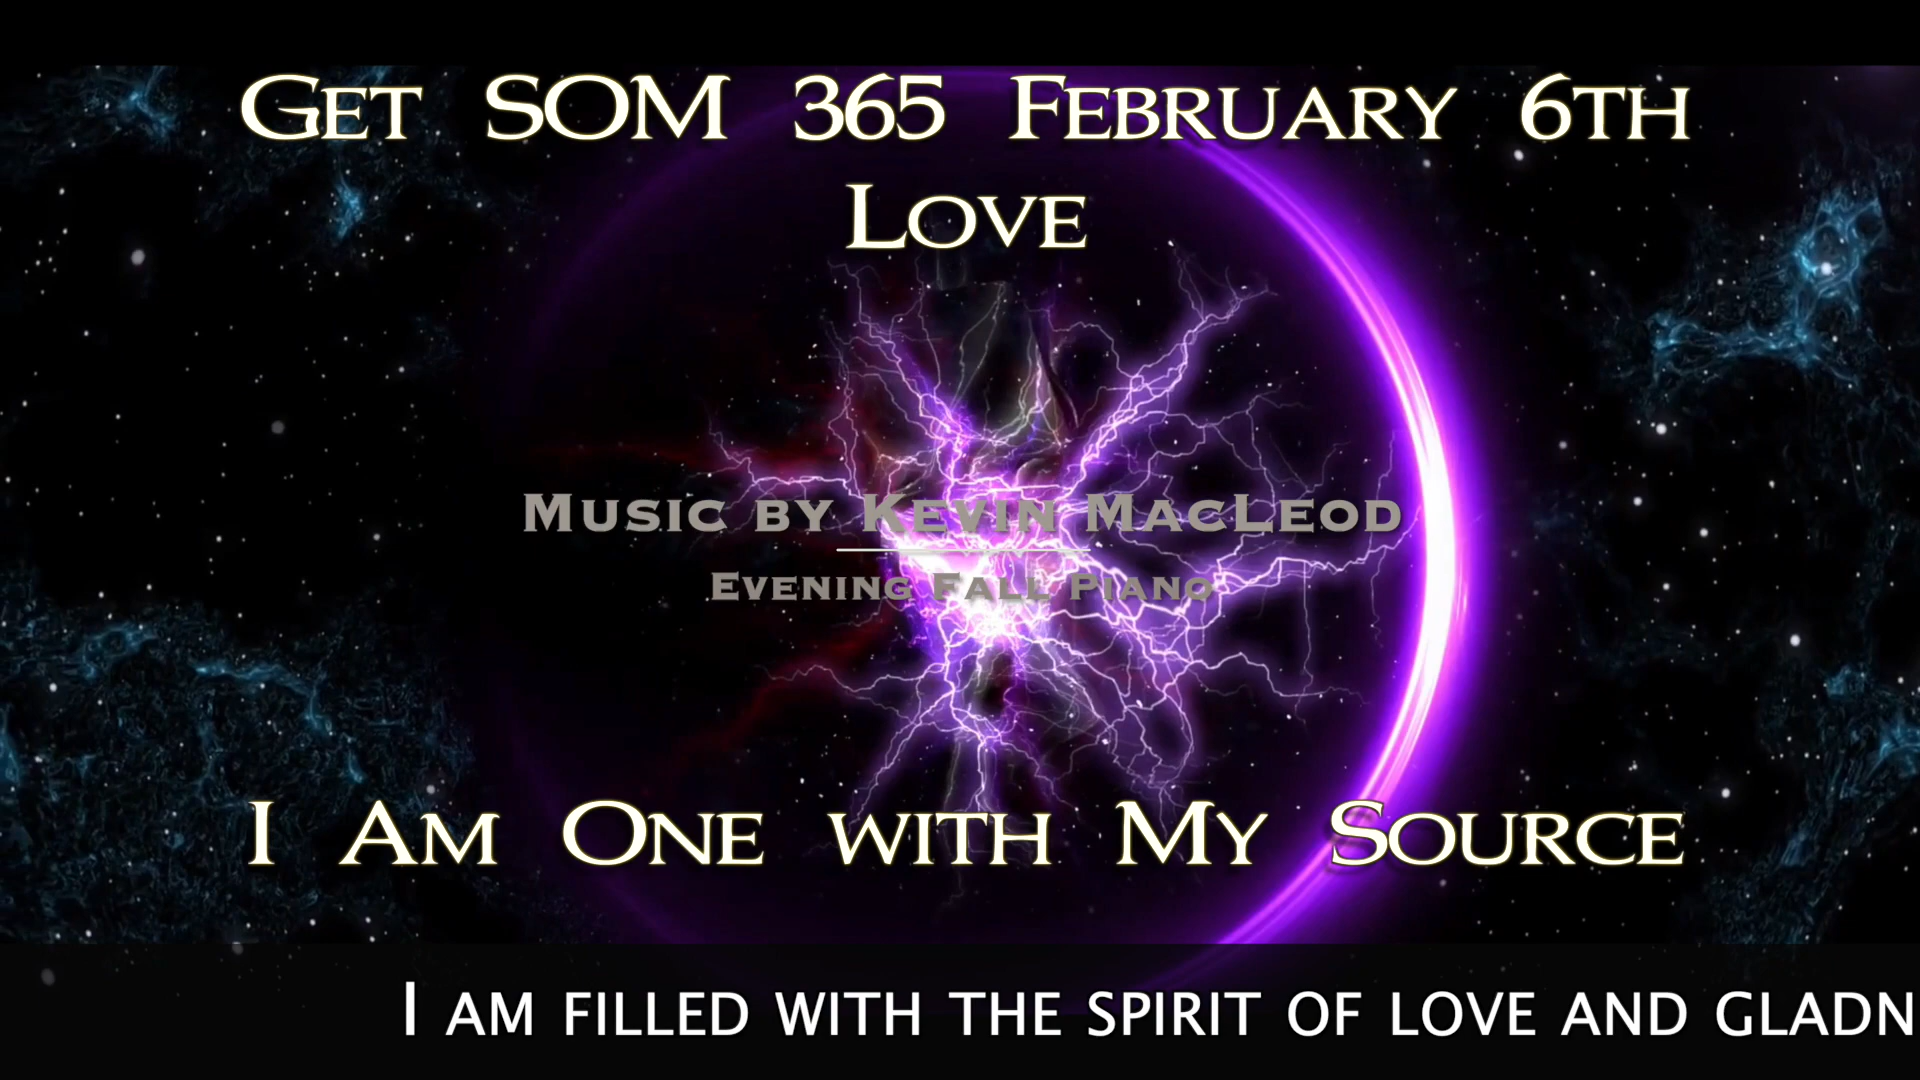 Get SOM 365 February 6th
Love
Music by Kevin MacLeod
Evening Fall Piano
I Am One with My Source
I am filled with the spirit of love and gladn